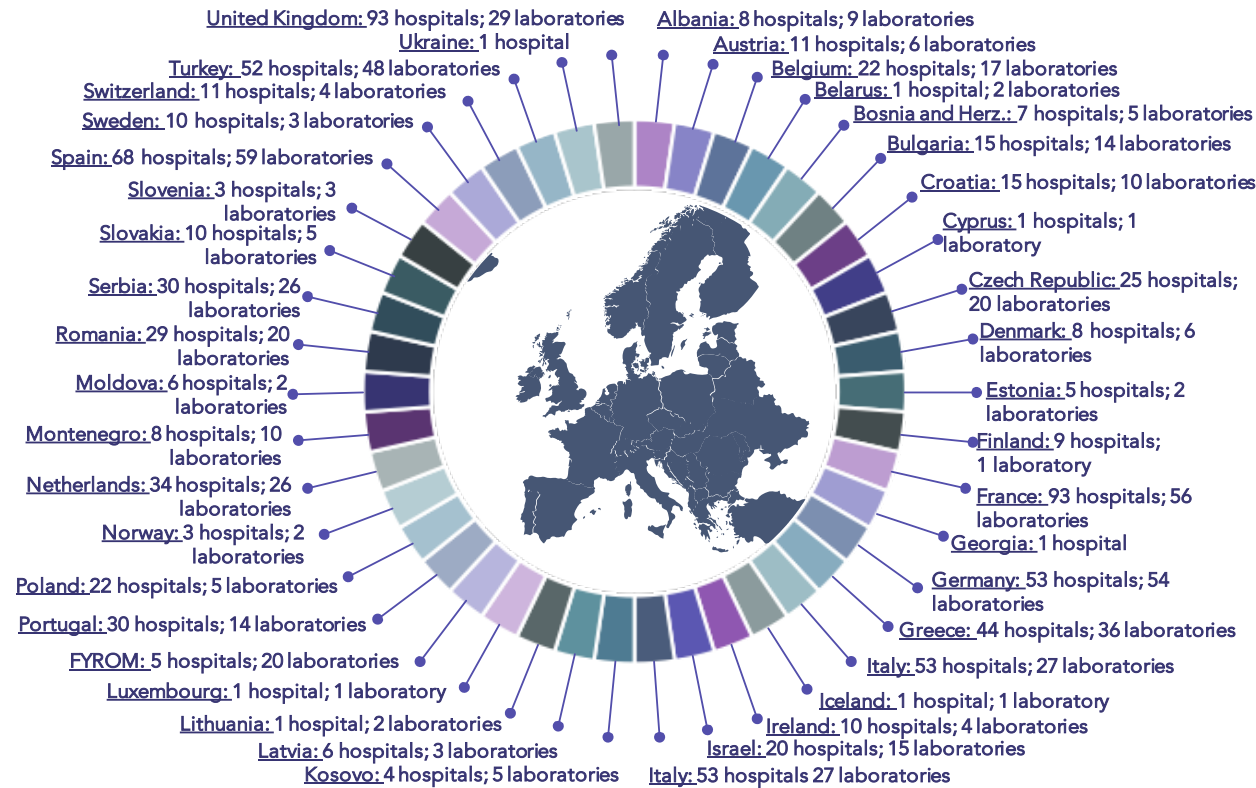 United Kingdom: 93 hospitals; 29 laboratories
Ukraine: 1 hospital
Turkey: 52 hospitals; 48 laboratories
Switzerland: 11 hospitals; 4 laboratories
Sweden: 10 hospitals; 3 laboratories
Spain: 68 hospitals; 59 laboratories
Slovenia: 3 hospitals; 3
laboratories
Slovakia: 10 hospitals; 5
laboratories
Serbia: 30 hospitals; 26
laboratories
Romania: 29 hospitals; 20
laboratories
Moldova: 6 hospitals; 2
laboratories
Montenegro: 8 hospitals; 10
laboratories
Netherlands: 34 hospitals; 26
laboratories
Norway: 3 hospitals; 2
laboratories
Poland: 22 hospitals; 5 laboratories
Portugal: 30 hospitals; 14 laboratories
FYROM: 5 hospitals; 20 laboratories
Luxembourg: 1 hospital; 1 laboratory
Lithuania: 1 hospital; 2 laboratories
Latvia: 6 hospitals; 3 laboratories
Kosovo: 4 hospitals; 5 laboratories
Albania: 8 hospitals; 9 laboratories
Austria: 11 hospitals; 6 laboratories
Belgium: 22 hospitals; 17 laboratories
Belarus: 1 hospital; 2 laboratories
Bosnia and Herz.: 7 hospitals; 5 laboratories
Bulgaria: 15 hospitals; 14 laboratories
Croatia: 15 hospitals; 10 laboratories
Cyprus: 1 hospitals; 1
laboratory
Czech Republic: 25 hospitals;
20 laboratories
Denmark: 8 hospitals; 6
laboratories
Estonia: 5 hospitals; 2
laboratories
Finland: 9 hospitals;
1 laboratory
France: 93 hospitals; 56
laboratories
Georgia: 1 hospital
Germany: 53 hospitals; 54
laboratories
Greece: 44 hospitals; 36 laboratories
Italy: 53 hospitals; 27 laboratories
Iceland: 1 hospital; 1 laboratory
Ireland: 10 hospitals; 4 laboratories
Israel: 20 hospitals; 15 laboratories
Italy: 53 hospitals 27 laboratories